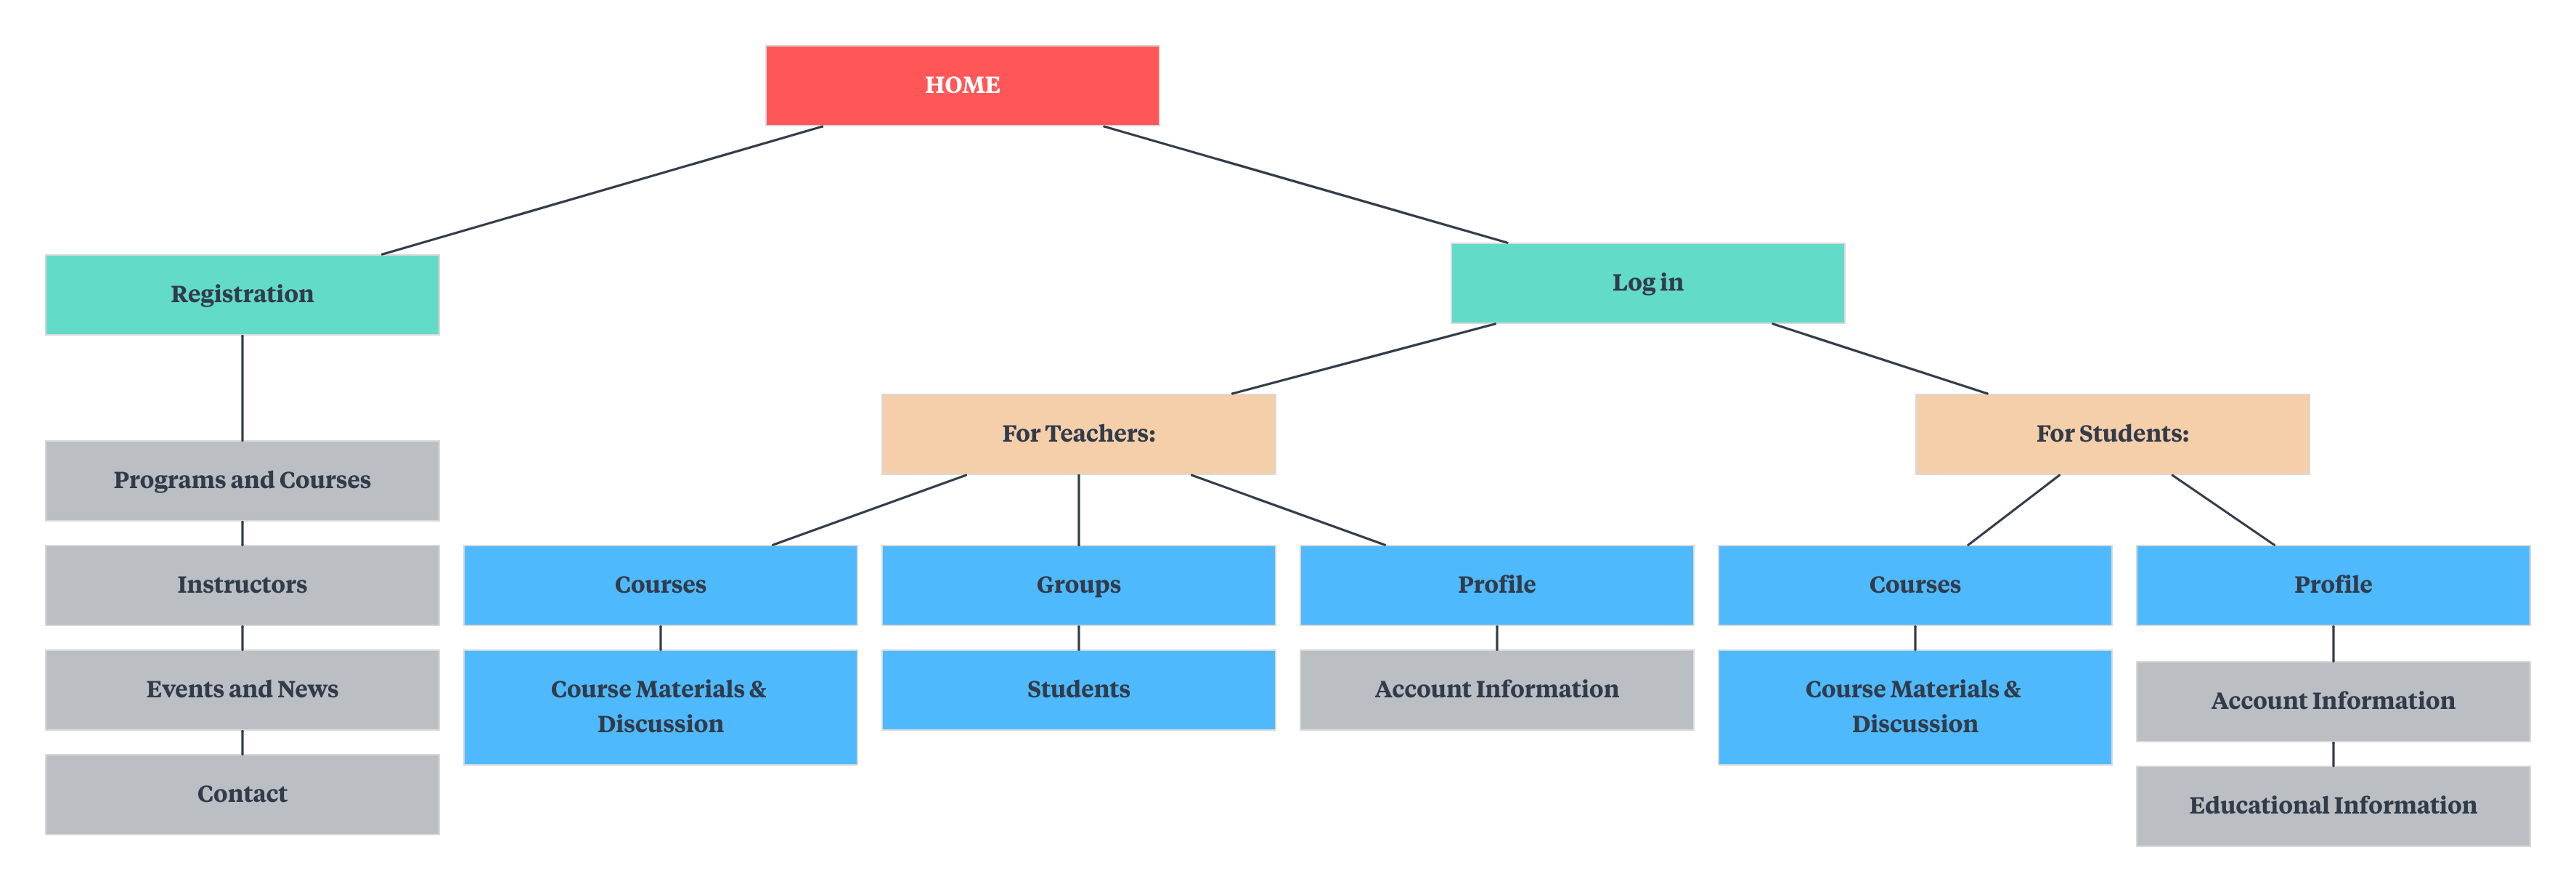 HOME
Registration
Log in
For Teachers:
For Students:
Programs and Courses
Instructors
Events and News
Contact
Courses
Course Materials &
Discussion
Groups
Students
Profile
Account Information
Courses
Course Materials &
Discussion
Profile
Account Information
Educational Information